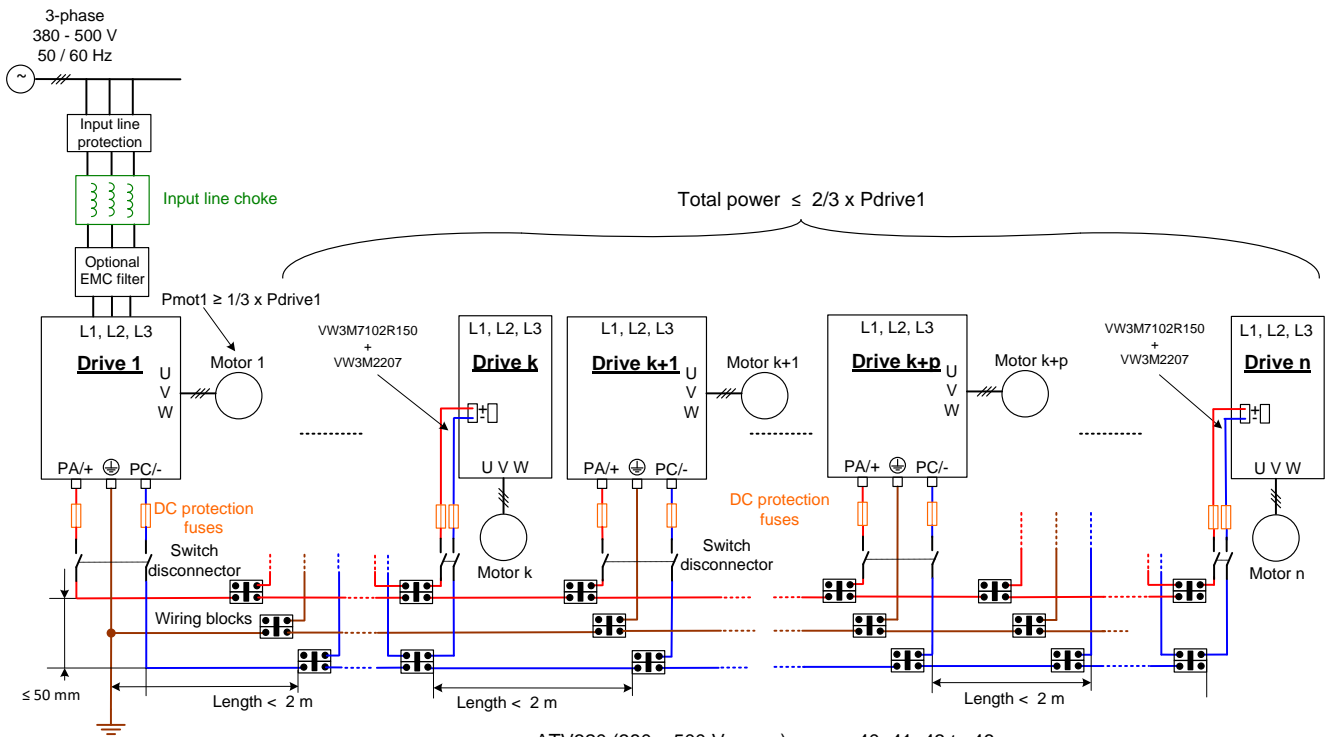 3-phase
380 - 500 V
50 / 60 Hz
~
Input line
protection
Input line choke
Optional
EMC filter
Total power ≤ 2/3 x Pdrive1
Pmot1 ≥ 1/3 x Pdrive1
L1, L2, L3
Drive 1
U
V
W
Motor 1
PA/+
PC/-
VW3M7102R150
+
VW3M2207
L1, L2, L3
Drive k
+
-
U V W
Motor k
L1, L2, L3
Drive k+1
U
V
W
Motor k+1
PA/+
PC/-
L1, L2, L3
Drive k+p
U
V
W
Motor k+p
PA/+
PC/-
VW3M7102R150
+
VW3M2207
L1, L2, L3
Drive n
+
-
U V W
Motor n
DC protection
fuses
Switch
disconnector
DC protection
fuses
Switch
disconnector
Wiring blocks
≤ 50 mm
Length < 2 m
Length < 2 m
Length < 2 m